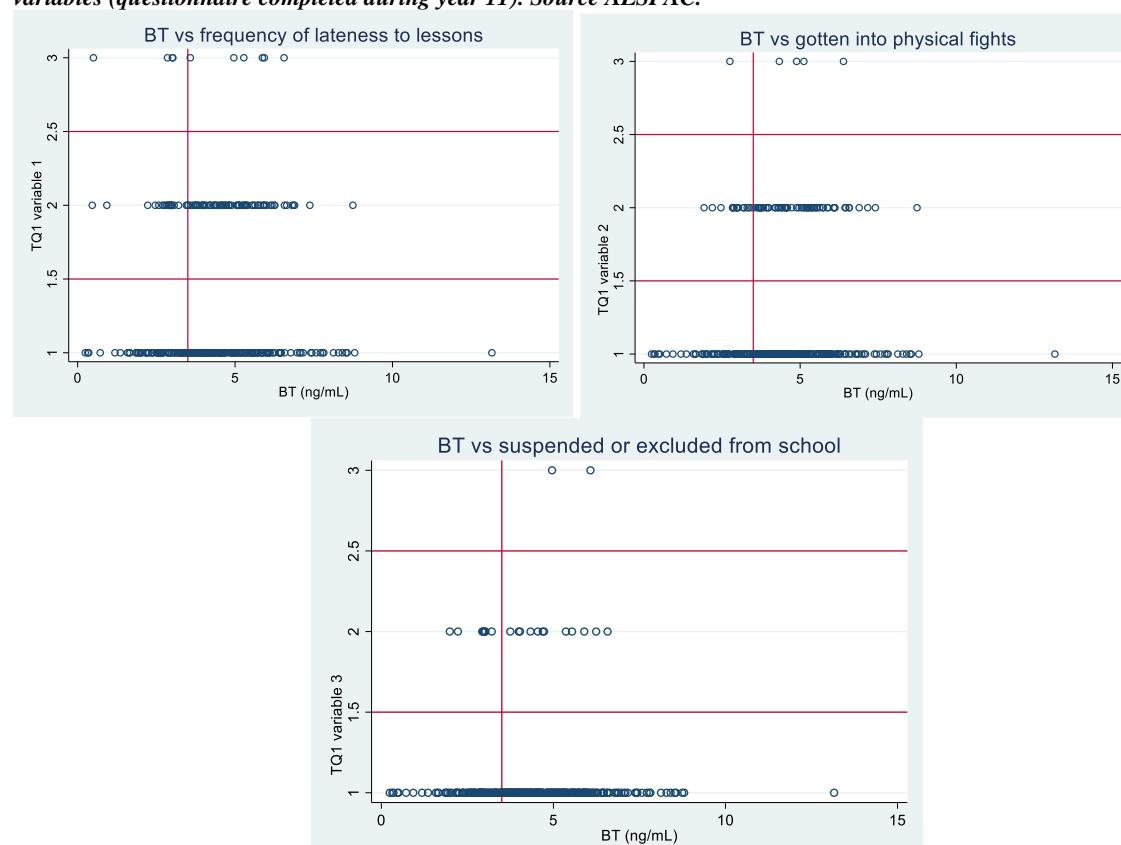 variables (questionnaire completed during year 11). Source ALSPAC.
BT vs frequency of lateness to lessons
3
2.5
2
1.5
1
TQ1 variable 1
0 5 10 15
BT (ng/mL)
BT vs gotten into physical fights
3
2.5
2
1.5
1
TQ1 variable 2
0 5 10 15
BT (ng/mL)
BT vs suspended or excluded from school
3
2.5
2
1.5
1
TQ1 variable 3
0 5 10 15
BT (ng/mL)